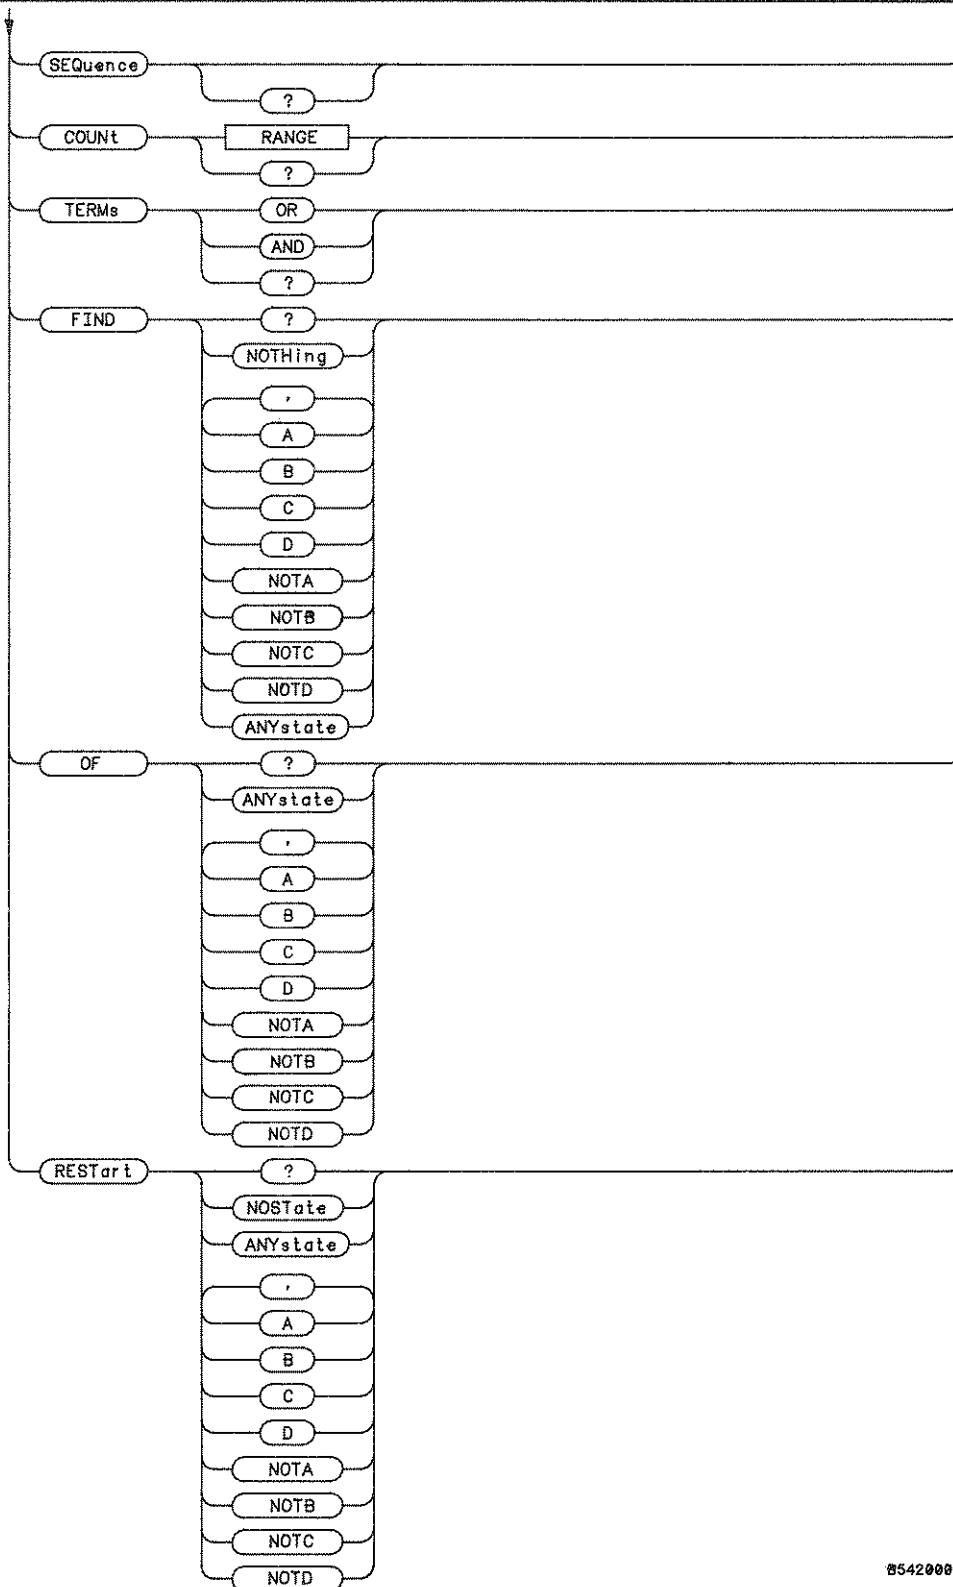 SEQuence
?
COUNt RANGE
?
TERMs OR
AND
?
FIND ?
NOTHing
,
A
B
C
D
NOTA
NOTB
NOTC
NOTD
ANYstate
OF ?
ANYstate
,
A
B
C
D
NOTA
NOTB
NOTC
NOTD
RESTart ?
NOSTate
ANYstate
,
A
B
C
D
NOTA
NOTB
NOTC
NOTD